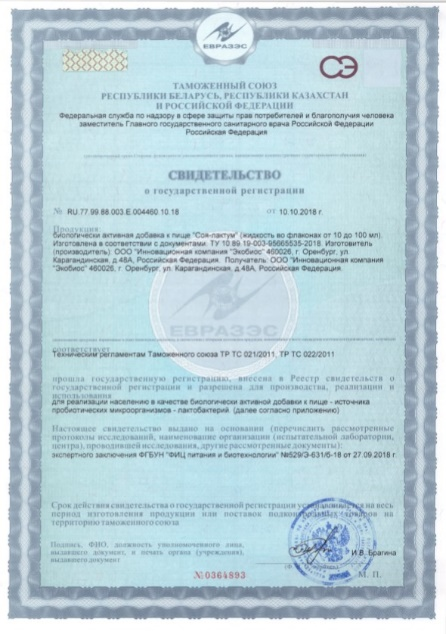 ЕВРАЗЭС
СЭ
ТАМОЖЕННЫЙ СОЮЗ
РЕСПУБЛИКИ БЕЛАРУСЬ, РЕСПУБЛИКИ КАЗАХСТАН
И РОССИЙСКОЙ ФЕДЕРАЦИИ
Федеральная служба по надзору в сфере защиты прав потребителей и благополучия человека
заместитель Главного государственного санитарного врача Российской Федерации
Российская Федерация
СВИДЕТЕЛЬСТВО
о государственной регистрации
№ RU.77.99.88.003.Е.004460.10.18 от 10.10.2018 г.
Продукция:
биологически активная добавка к пище "Соя-лактум" (жидкость во флаконах от 10 до 100 мл).
Изготовлена в соответствии с документами: ТУ 10.89.19-003-95665535-2018. Изготовитель
(производитель): ООО "Инновационная компания "Экобиос" 460026, г. Оренбург, ул.
Карагандинская, д.48А, Российская Федерация. Получатель: ООО "Инновационная компания
"Экобиос" 460026, г. Оренбург, ул. Карагандинская, д.48А, Российская Федерация.
ЕВРАЗЭС
соответствует
Техническим регламентам Таможенного союза ТР ТС 021/2011, ТР ТС 022/2011
прошла государственную регистрацию, внесена в Реестр свидетельств о
государственной регистрации и разрешена для производства, реализации и
использования
для реализации населению в качестве биологически активной добавки к пище - источника
пробиотических микроорганизмов - лактобактерий. (далее согласно приложению)
Настоящее свидетельство выдано на основании (перечислить рассмотренные
протоколы исследований, наименование организации (испытательной лаборатории,
центра), проводившей исследования, другие рассмотренные документы):
экспертного заключения ФГБУН "ФИЦ питания и биотехнологии" №529/Э-631/б-18 от 27.09.2018 г
Срок действия свидетельства о государственной регистрации устанавливается на весь
период изготовления продукции или поставок подконтрольных товаров на
территорию таможенного союза
Подпись, ФИО, должность уполномоченного лица,
выдавшего документ, и печать органа (учреждения),
выдавшего документ
И.В. Брагина
№0364893
М. П.